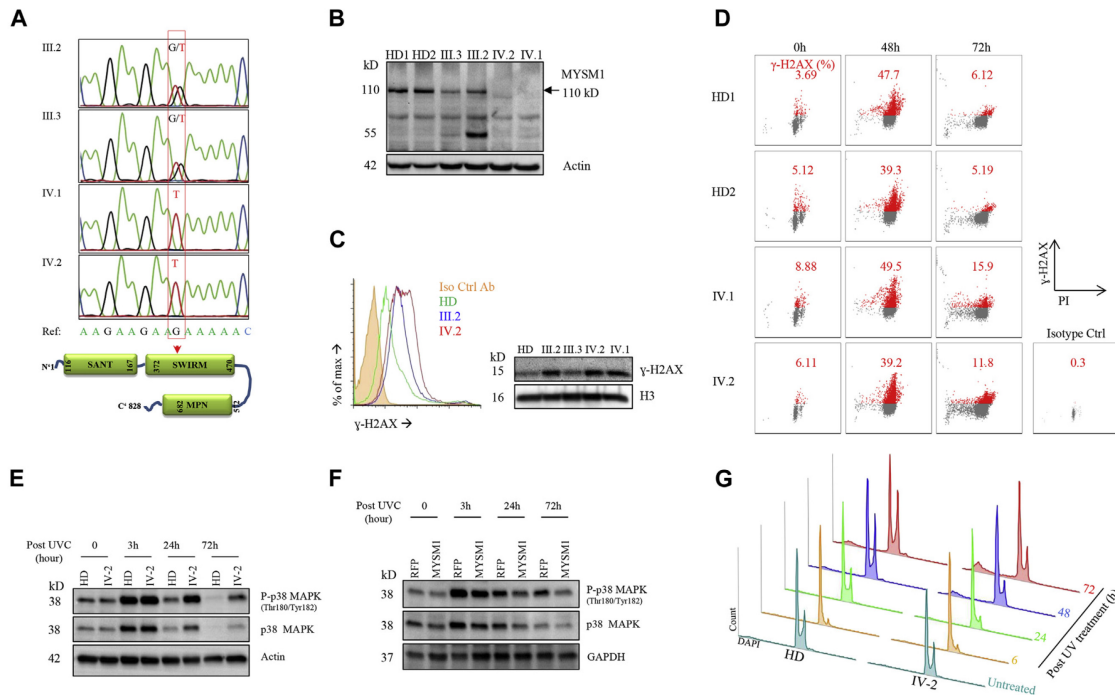 A
III.2
G/T
III.3
G/T
IV.1
T
IV.2
T
Ref: A A G A A G A A G A A A A A C
N'1 116 SANT 167 372 SWIRM 470
C' 828 682 MPN 572
B
HD1 HD2 III.3 III.2 IV.2 IV.1
kD
MYSM1
110
110 kD
55
42
Actin
C
Iso Ctrl Ab
HD
III.2
IV.2
% of max →
γ-H2AX →
HD III.2 III.3 IV.2 IV.1
kD
15
γ-H2AX
16
H3
D
0h 48h 72h
γ-H2AX (%)
HD1
3.69 47.7 6.12
HD2
5.12 39.3 5.19
IV.1
8.88 49.5 15.9
IV.2
6.11 39.2 11.8
γ-H2AX
PI
Isotype Ctrl
0.3
E
Post UVC
(hour)
0 3h 24h 72h
HD IV-2 HD IV-2 HD IV-2 HD IV-2
kD
38
P-p38 MAPK
(Thr180/Tyr182)
38
p38 MAPK
42
Actin
F
Post UVC
(hour)
0 3h 24h 72h
RFP MYSM1 RFP MYSM1 RFP MYSM1 RFP MYSM1
kD
38
P-p38 MAPK
(Thr180/Tyr182)
38
p38 MAPK
37
GAPDH
G
Count
DAPI
HD
IV-2
Untreated
6
24
48
72
Post UV treatment (h)